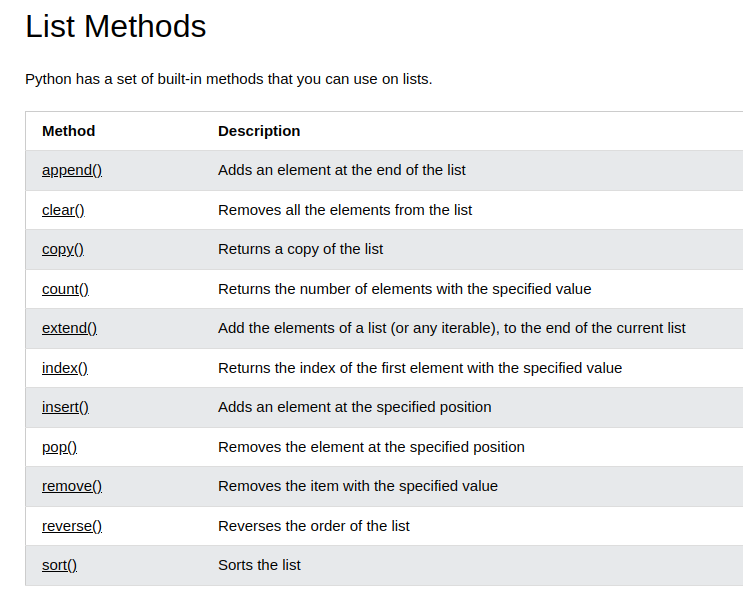 List Methods
Python has a set of built-in methods that you can use on lists.
Method Description
append() Adds an element at the end of the list
clear() Removes all the elements from the list
copy() Returns a copy of the list
count() Returns the number of elements with the specified value
extend() Add the elements of a list (or any iterable), to the end of the current list
index() Returns the index of the first element with the specified value
insert() Adds an element at the specified position
pop() Removes the element at the specified position
remove() Removes the item with the specified value
reverse() Reverses the order of the list
sort() Sorts the list